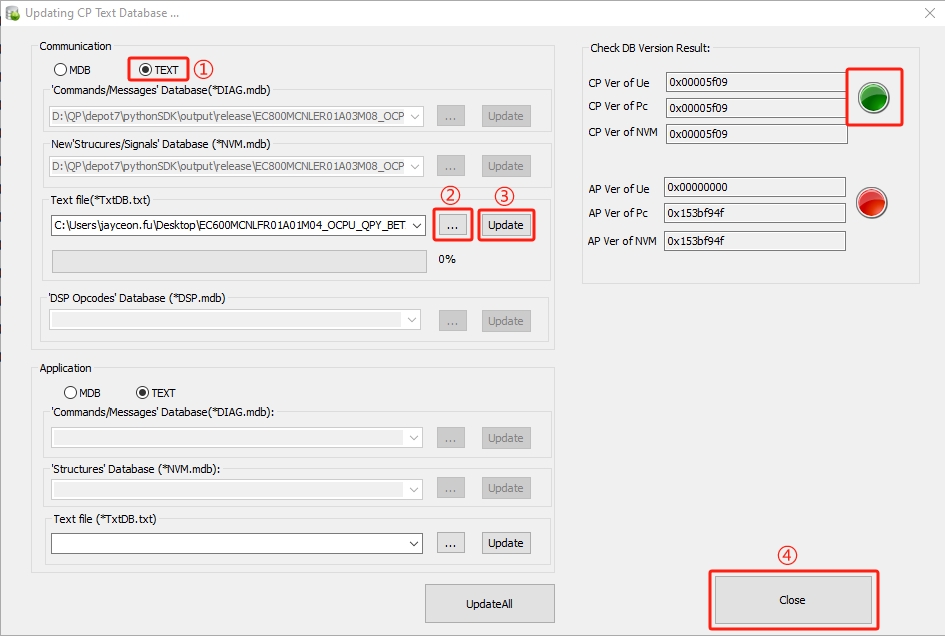 Updating CP Text Database ...
Communication
MDB
TEXT
①
'Commands/Messages' Database(*DIAG.mdb)
D:\QP\depot7\pythonSDK\output\release\EC800MCNLER01A03M08_OCP
...
Update
New'Strucures/Signals' Database (*NVM.mdb)
D:\QP\depot7\pythonSDK\output\release\EC800MCNLER01A03M08_OCP
...
Update
Text file(*TxtDB.txt)
②
③
C:\Users\jayceon.fu\Desktop\EC600MCNLFR01A01M04_OCPU_QPY_BET
...
Update
0%
'DSP Opcodes' Database (*DSP.mdb)
...
Update
Application
MDB
TEXT
'Commands/Messages' Database(*DIAG.mdb):
...
Update
'Structures' Database (*NVM.mdb):
...
Update
Text file (*TxtDB.txt)
...
Update
UpdateAll
Check DB Version Result:
CP Ver of Ue
0x00005f09
CP Ver of Pc
0x00005f09
CP Ver of NVM
0x00005f09
AP Ver of Ue
0x00000000
AP Ver of Pc
0x153bf94f
AP Ver of NVM
0x153bf94f
④
Close